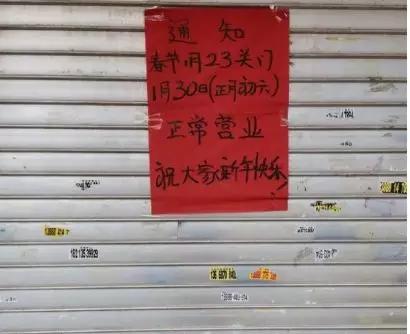 通知
春节1月23关门
1月30日(正月初六)
正常营业
祝大家新年快乐!